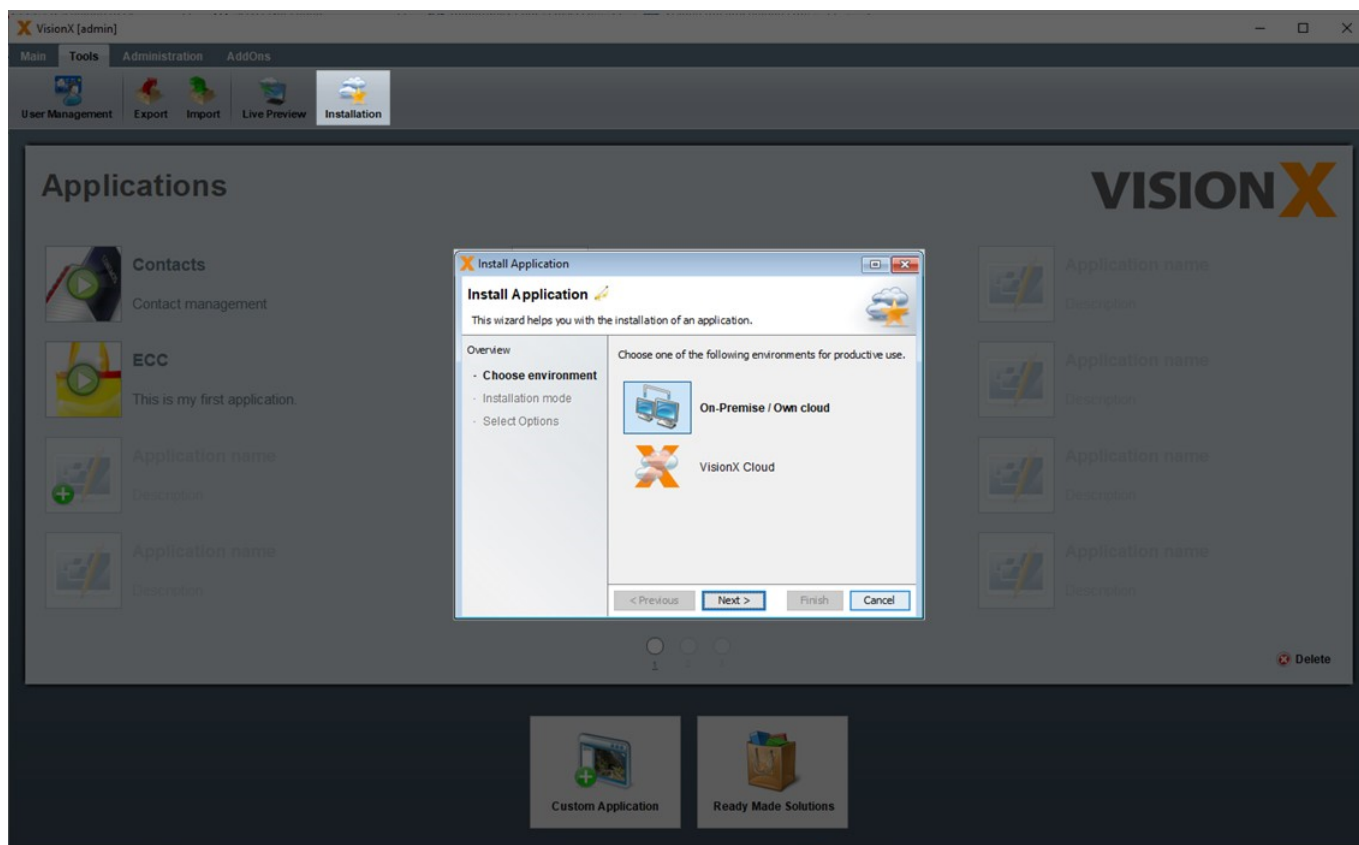 VisionX [admin]
Main Tools Administration AddOns
User Management Export Import Live Preview Installation
Applications
VISIONX
Contacts
Contact management
ECC
This is my first application.
Application name
Description
Application name
Description
Install Application
Install Application
This wizard helps you with the installation of an application.
Overview
- Choose environment
- Installation mode
- Select Options
Choose one of the following environments for productive use.
On-Premise / Own cloud
VisionX Cloud
< Previous Next > Finish Cancel
Application name
Description
Application name
Description
Application name
Description
Application name
Description
1
Delete
Custom Application
Ready Made Solutions